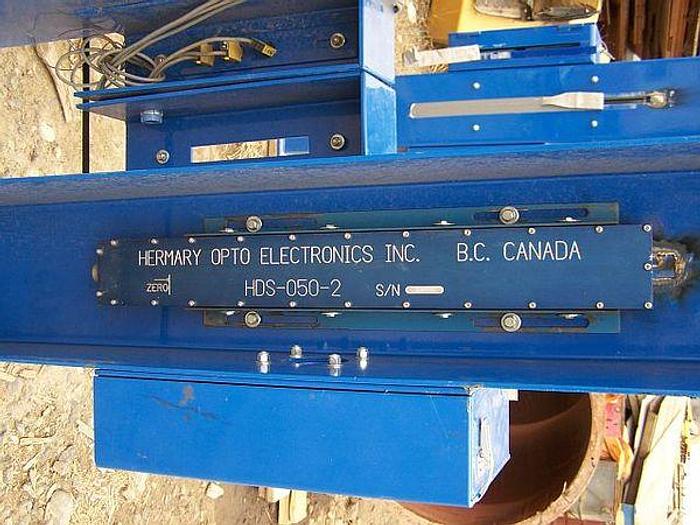 HERMARY OPTO ELECTRONICS INC. B.C. CANADA
ZERO HDS-050-2 S/N